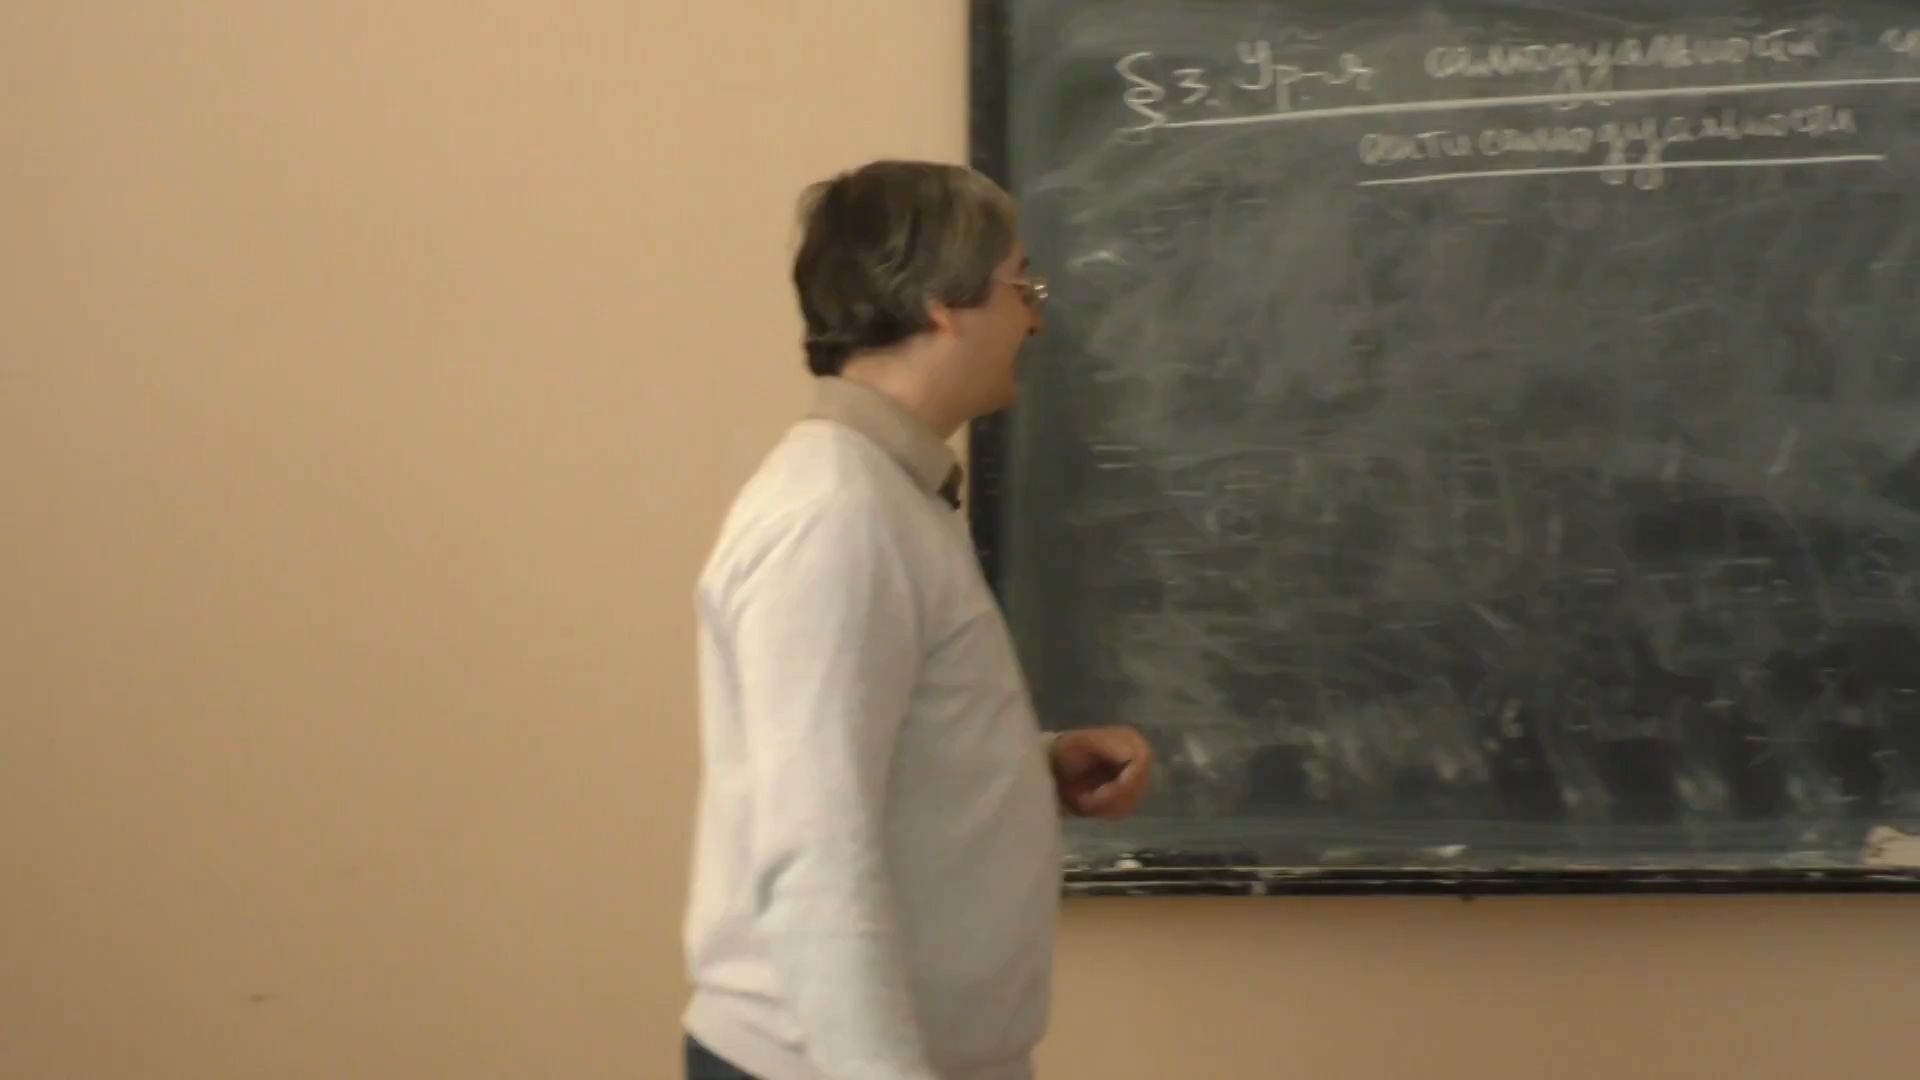 §3. Ур-я самодуальности
антисамодуальности